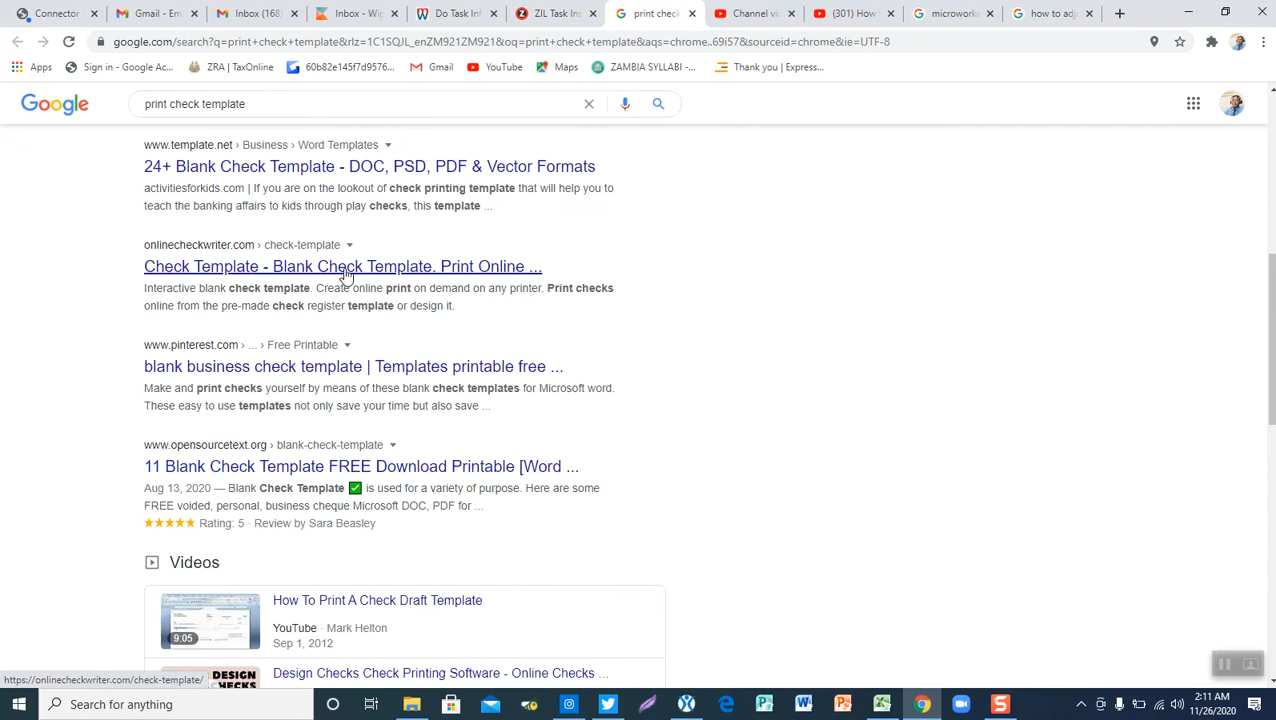 Connector
Gmail - Em
Inbox (168)
Inbox - Wip
Do Task Inf
ZIL Task Ins
print check
Channel vi
(301) How
microwork
how to adj
google.com/search?q=print+check+template&rlz=1C1SQJL_enZM921ZM921&oq=print+check+template&aqs=chrome..69i57&sourceid=chrome&ie=UTF-8
Apps
Sign in - Google Ac...
ZRA | TaxOnline
60b82e145f7d9576...
Gmail
YouTube
Maps
ZAMBIA SYLLABI -...
Thank you | Express...
Google
print check template
www.template.net › Business › Word Templates
24+ Blank Check Template - DOC, PSD, PDF & Vector Formats
activitiesforkids.com | If you are on the lookout of check printing template that will help you to
teach the banking affairs to kids through play checks, this template ...
onlinecheckwriter.com › check-template
Check Template - Blank Check Template. Print Online ...
Interactive blank check template. Create online print on demand on any printer. Print checks
online from the pre-made check register template or design it.
www.pinterest.com › ... › Free Printable
blank business check template | Templates printable free ...
Make and print checks yourself by means of these blank check templates for Microsoft word.
These easy to use templates not only save your time but also save ...
www.opensourcetext.org › blank-check-template
11 Blank Check Template FREE Download Printable [Word ...
Aug 13, 2020 — Blank Check Template ✅ is used for a variety of purpose. Here are some
FREE voided, personal, business cheque Microsoft DOC, PDF for ...
★★★★★ Rating: 5 · Review by Sara Beasley
Videos
How To Print A Check Draft Template
YouTube · Mark Helton
Sep 1, 2012
9:05
Design Checks Check Printing Software - Online Checks ...
DESIGN
https://onlinecheckwriter.com/check-template/
Search for anything
2:11 AM
11/26/2020